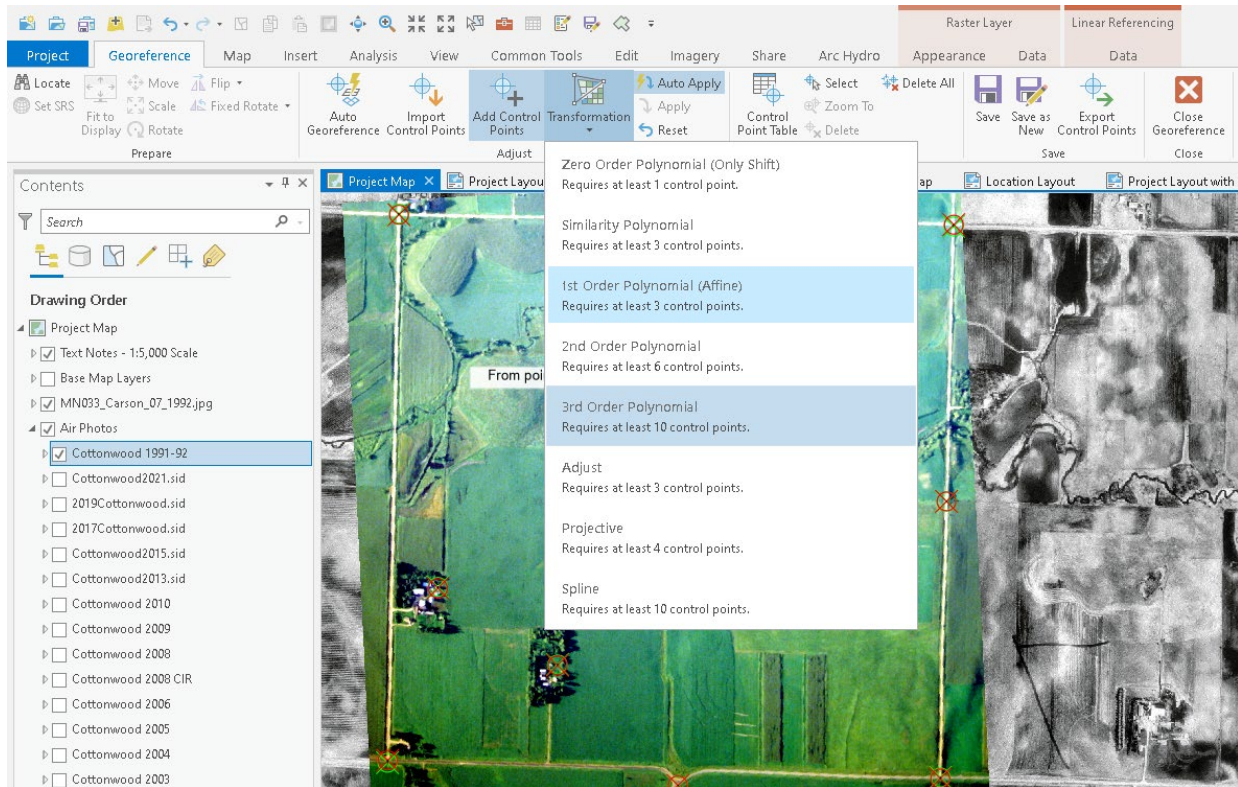 Raster Layer Linear Referencing
Project Georeference Map Insert Analysis View Common Tools Edit Imagery Share Arc Hydro Appearance Data Data
Locate Move Flip Auto Apply Select Delete All
Set SRS Scale Fixed Rotate Apply Zoom To
Fit to Display Rotate Auto Georeference Import Control Points Add Control Points Transformation Reset Control Point Table Delete Save Save as New Export Control Points Close Georeference
Prepare Adjust Save Close
Contents
Project Map Project Layou ap Location Layout Project Layout with
Search
Drawing Order
Project Map
Text Notes - 1:5,000 Scale
Base Map Layers
MN033_Carson_07_1992.jpg
Air Photos
Cottonwood 1991-92
Cottonwood2021.sid
2019Cottonwood.sid
2017Cottonwood.sid
Cottonwood2015.sid
Cottonwood2013.sid
Cottonwood 2010
Cottonwood 2009
Cottonwood 2008
Cottonwood 2008 CIR
Cottonwood 2006
Cottonwood 2005
Cottonwood 2004
Cottonwood 2003
From poi
Zero Order Polynomial (Only Shift)
Requires at least 1 control point.
Similarity Polynomial
Requires at least 3 control points.
1st Order Polynomial (Affine)
Requires at least 3 control points.
2nd Order Polynomial
Requires at least 6 control points.
3rd Order Polynomial
Requires at least 10 control points.
Adjust
Requires at least 3 control points.
Projective
Requires at least 4 control points.
Spline
Requires at least 10 control points.